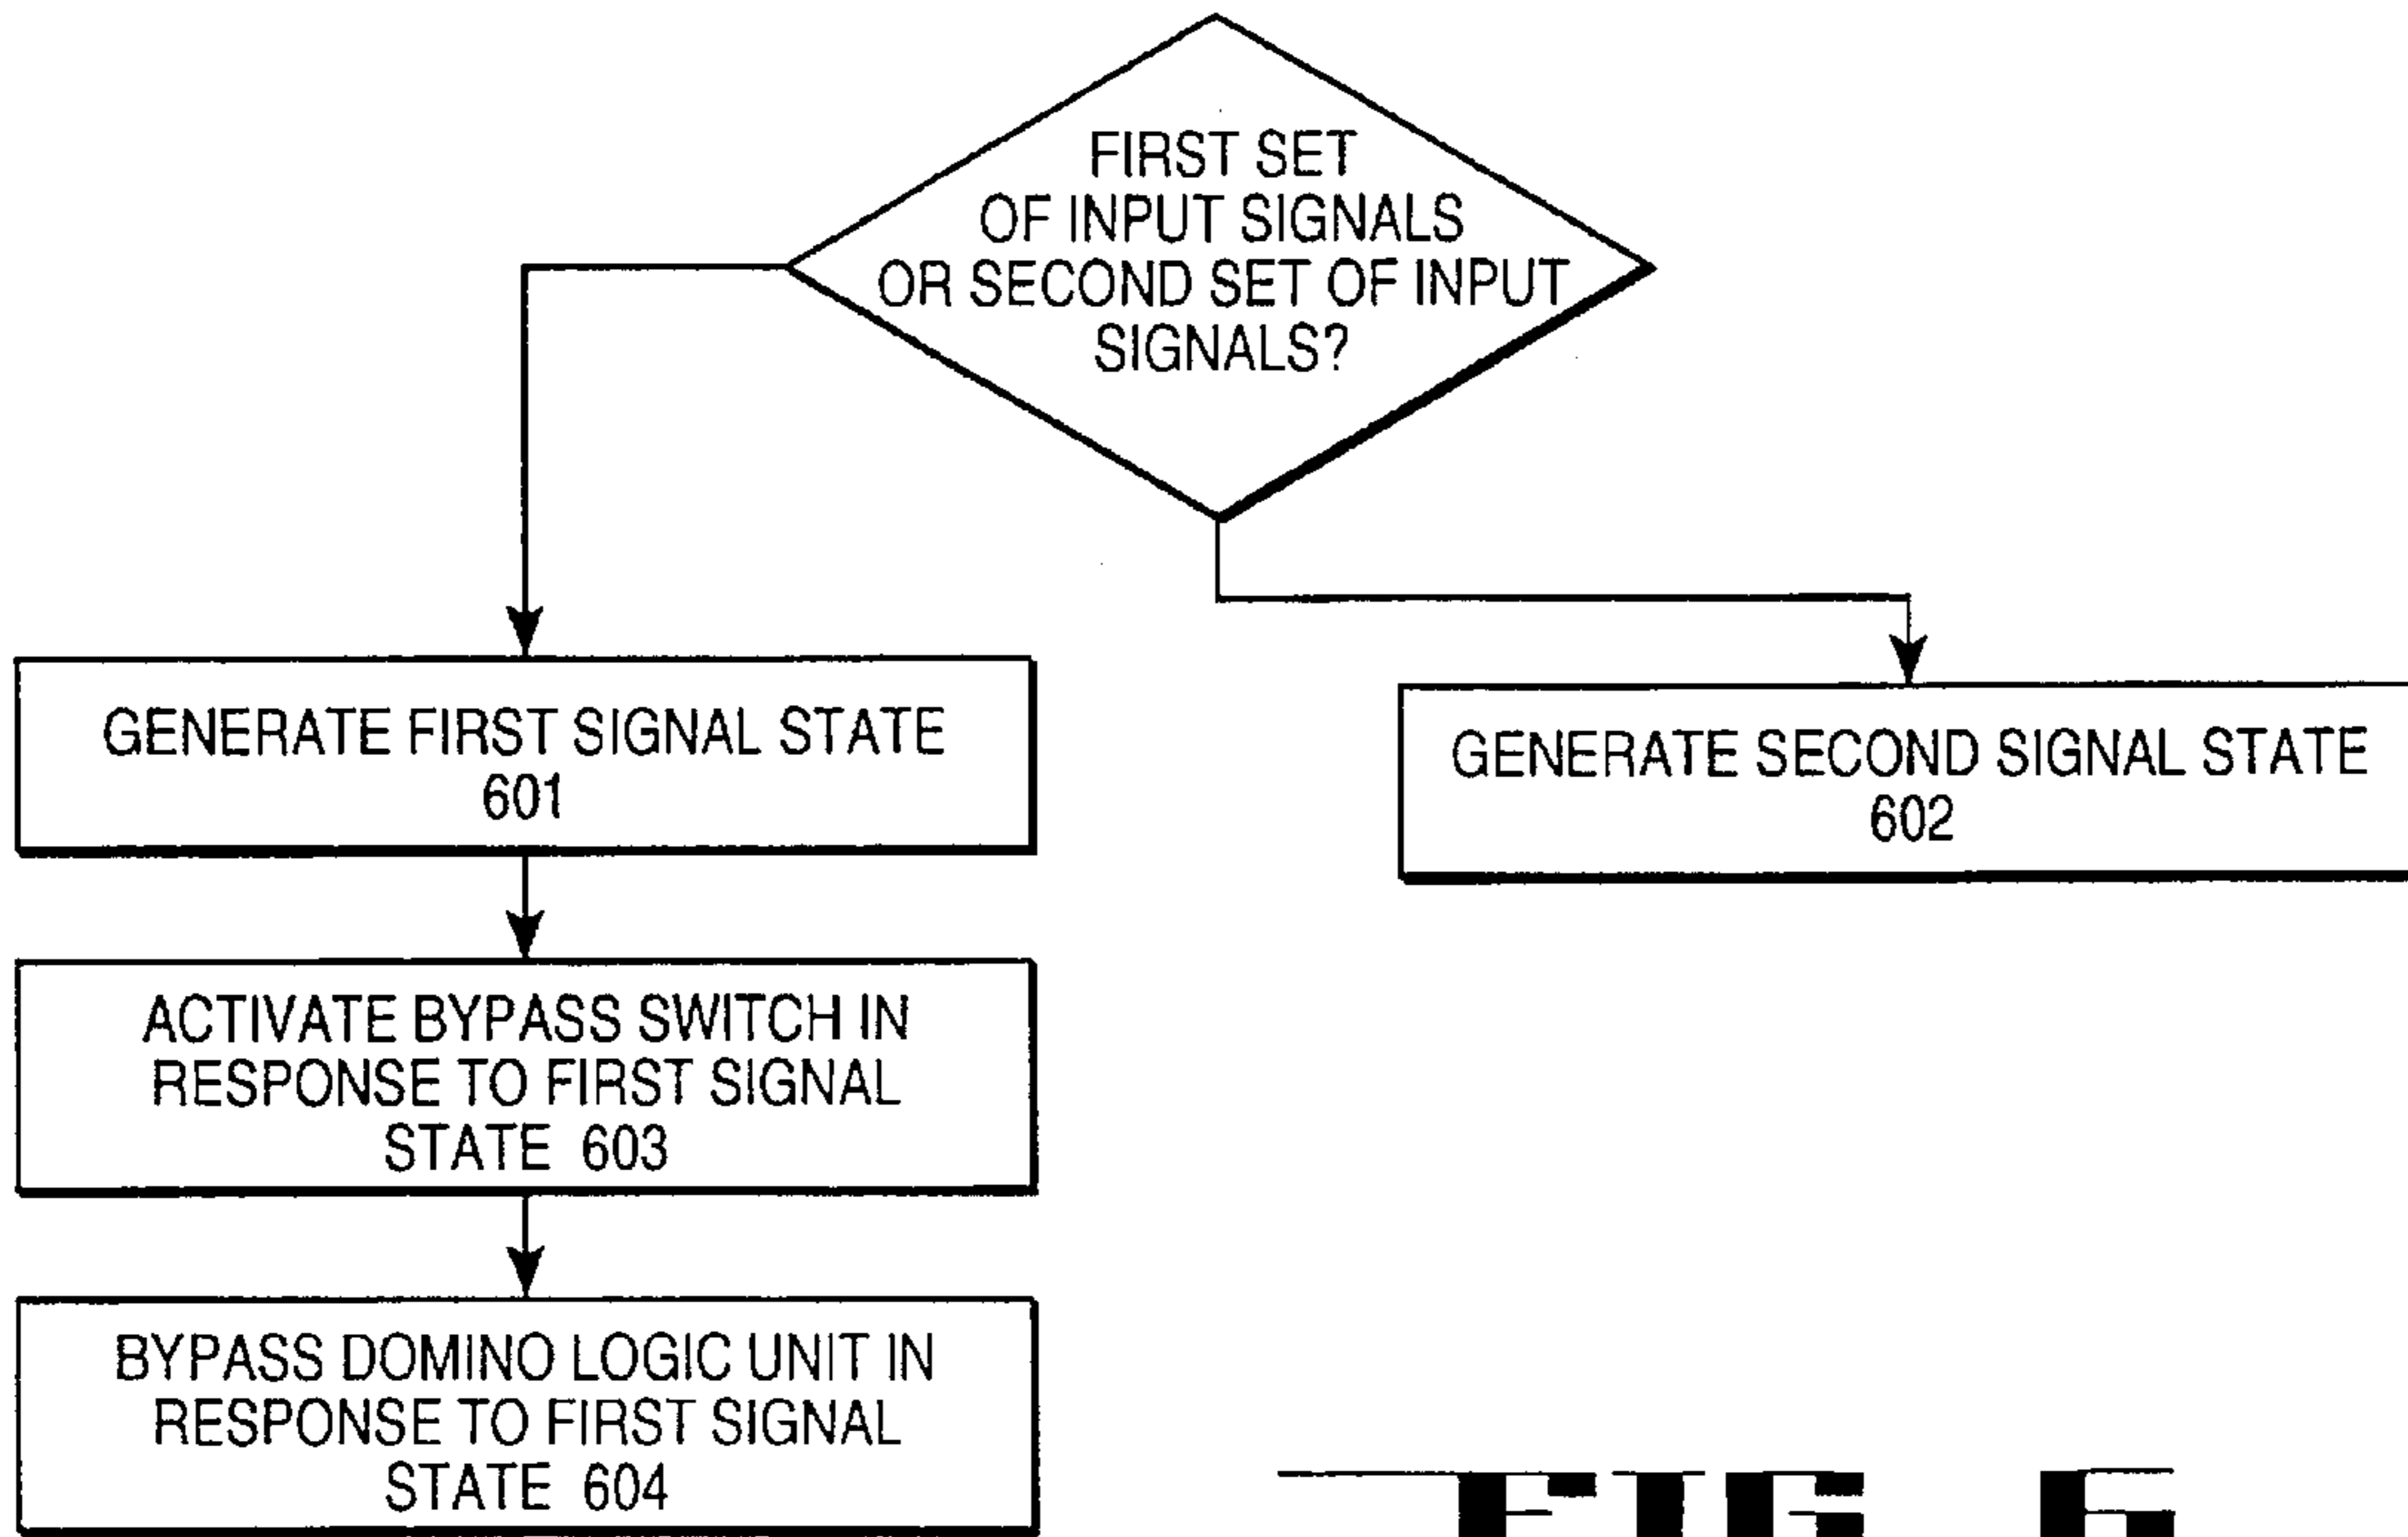 FIRST SET
OF INPUT SIGNALS
OR SECOND SET OF INPUT
SIGNALS?
GENERATE FIRST SIGNAL STATE
601
GENERATE SECOND SIGNAL STATE
602
ACTIVATE BYPASS SWITCH IN
RESPONSE TO FIRST SIGNAL
STATE 603
BYPASS DOMINO LOGIC UNIT IN
RESPONSE TO FIRST SIGNAL
STATE 604
FIG 6